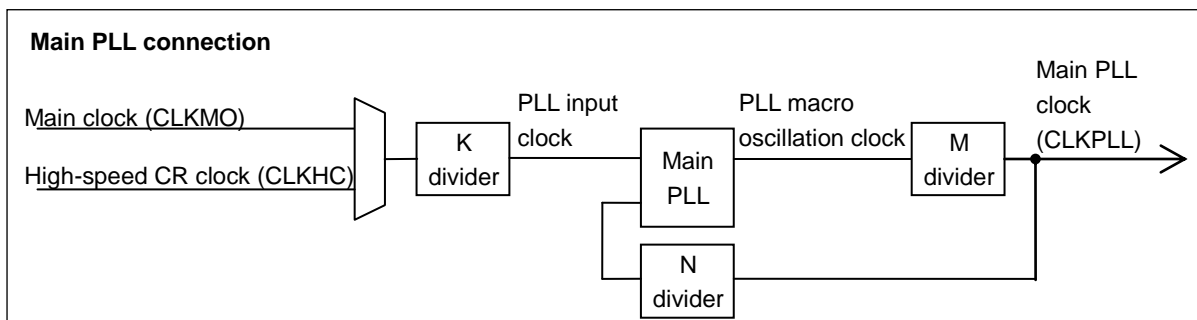 Main PLL connection
Main clock (CLKMO)
High-speed CR clock (CLKHC)
K
divider
PLL input
clock
Main
PLL
PLL macro
oscillation clock
M
divider
Main PLL
clock
(CLKPLL)
N
divider